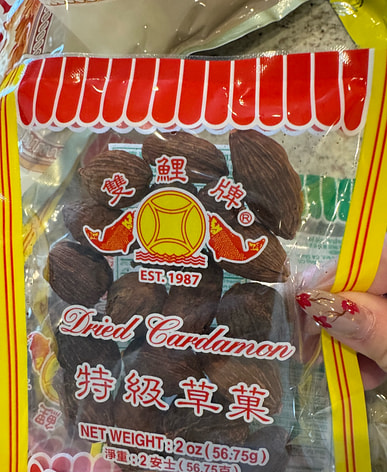 雙鯉牌®
EST. 1987
Dried Cardamon
特級草菓
NET WEIGHT: 2 oz (56.75g)
淨重：2 安士 (56.75克)